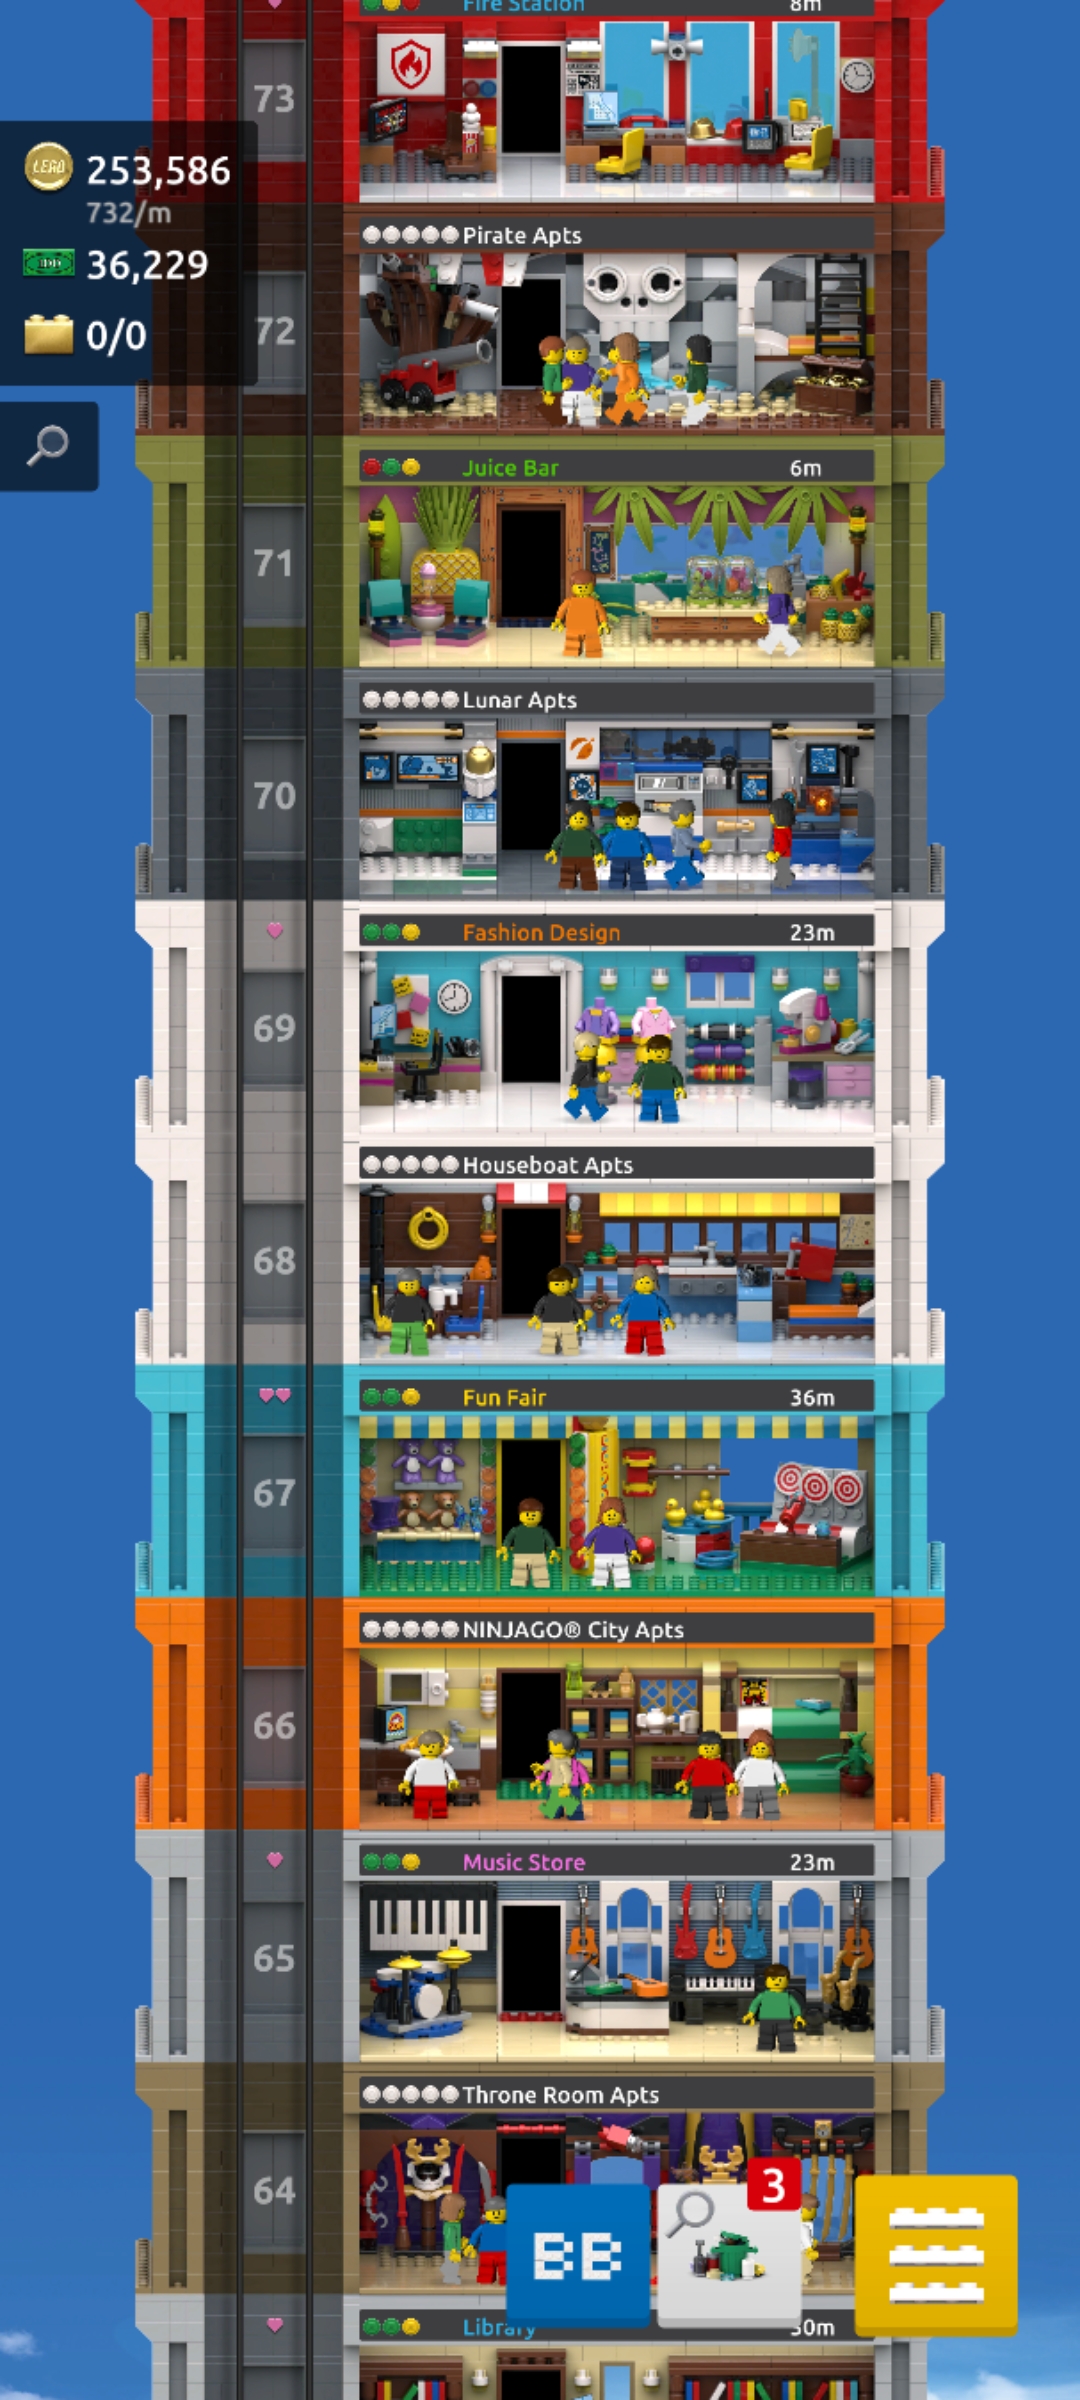 Fire Station 8m
73
LEGO 253,586
732/m
36,229
0/0
Pirate Apts
72
Juice Bar 6m
71
Lunar Apts
70
Fashion Design 23m
69
Houseboat Apts
68
Fun Fair 36m
67
NINJAGO® City Apts
66
Music Store 23m
65
Throne Room Apts
64
3
BB
Library 30m